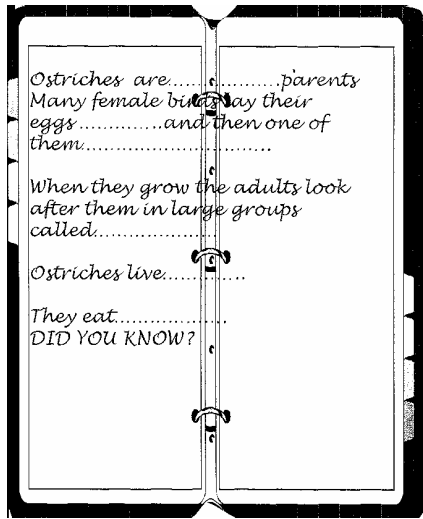 Ostriches are..................parents
Many female birds lay their
eggs ..............and then one of
them..............................
When they grow the adults look
after them in large groups
called....................
Ostriches live..............
They eat..................
DID YOU KNOW?